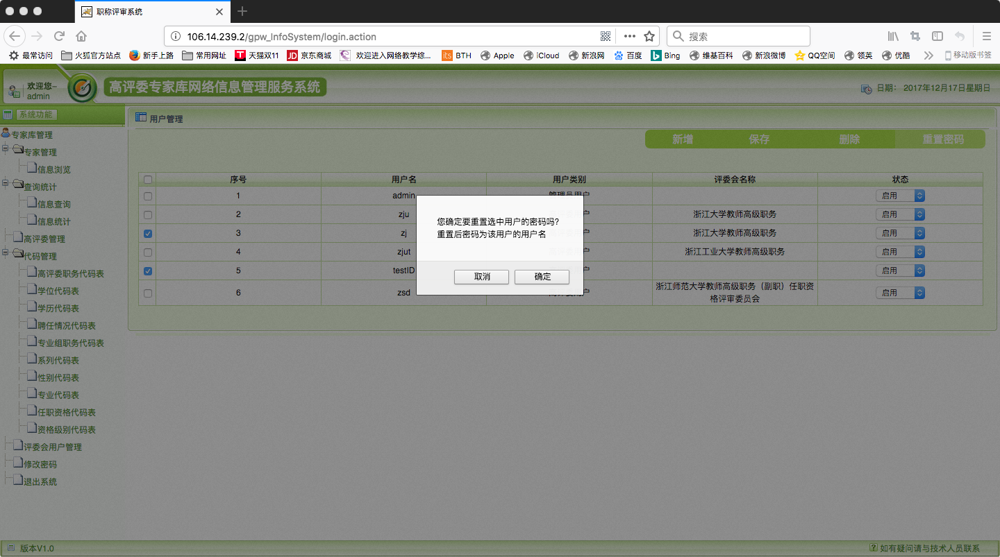 职称评审系统
106.14.239.2/gpw_InfoSystem/login.action
搜索
最常访问 火狐官方站点 新手上路 常用网址 T 天猫双11 JD 京东商城 欢迎进入网络教学综... its BTH Apple iCloud 新浪网 百度 Bing 维基百科 新浪微博 QQ空间 领英 优酷 移动版书签
欢迎您~
admin
高评委专家库网络信息管理服务系统
日期: 2017年12月17日星期日
系统功能
用户管理
专家库管理
专家管理
信息浏览
查询统计
信息查询
信息统计
高评委管理
代码管理
高评委职务代码表
学位代码表
学历代码表
聘任情况代码表
专业组职务代码表
系列代码表
性别代码表
专业代码表
任职资格代码表
资格级别代码表
评委会用户管理
修改密码
退出系统
新增 保存 删除 重置密码
序号 用户名 用户类别 评委会名称 状态
1 admin 管理员用户 启用
2 zju 浙江大学教师高级职务 启用
3 zj 浙江大学教师高级职务 启用
4 zjut 浙江工业大学教师高级职务 启用
5 testID 启用
6 zsd 浙江师范大学教师高级职务（副职）任职资
格评审委员会 启用
您确定要重置选中用户的密码吗?
重置后密码为该用户的用户名
取消 确定
版本V1.0
如有疑问请与技术人员联系